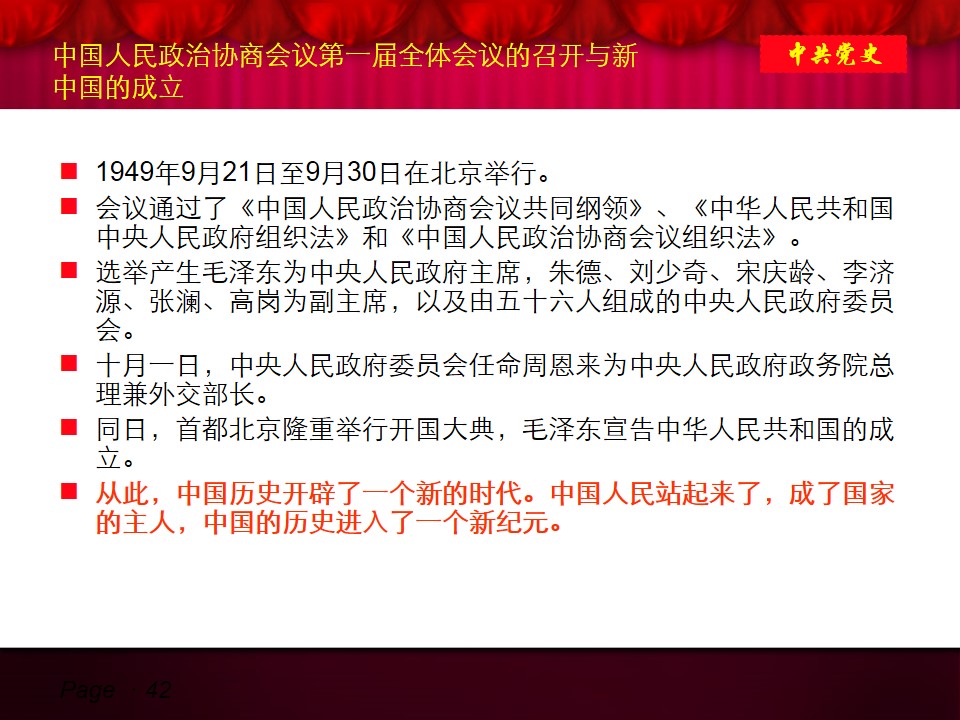 中国人民政治协商会议第一届全体会议的召开与新
中国的成立
中共党史
1949年9月21日至9月30日在北京举行。
会议通过了《中国人民政治协商会议共同纲领》、《中华人民共和国
中央人民政府组织法》和《中国人民政治协商会议组织法》。
选举产生毛泽东为中央人民政府主席，朱德、刘少奇、宋庆龄、李济
源、张澜、高岗为副主席，以及由五十六人组成的中央人民政府委员
会。
十月一日，中央人民政府委员会任命周恩来为中央人民政府政务院总
理兼外交部长。
同日，首都北京隆重举行开国大典，毛泽东宣告中华人民共和国的成
立。
从此，中国历史开辟了一个新的时代。中国人民站起来了，成了国家
的主人，中国的历史进入了一个新纪元。
Page 42